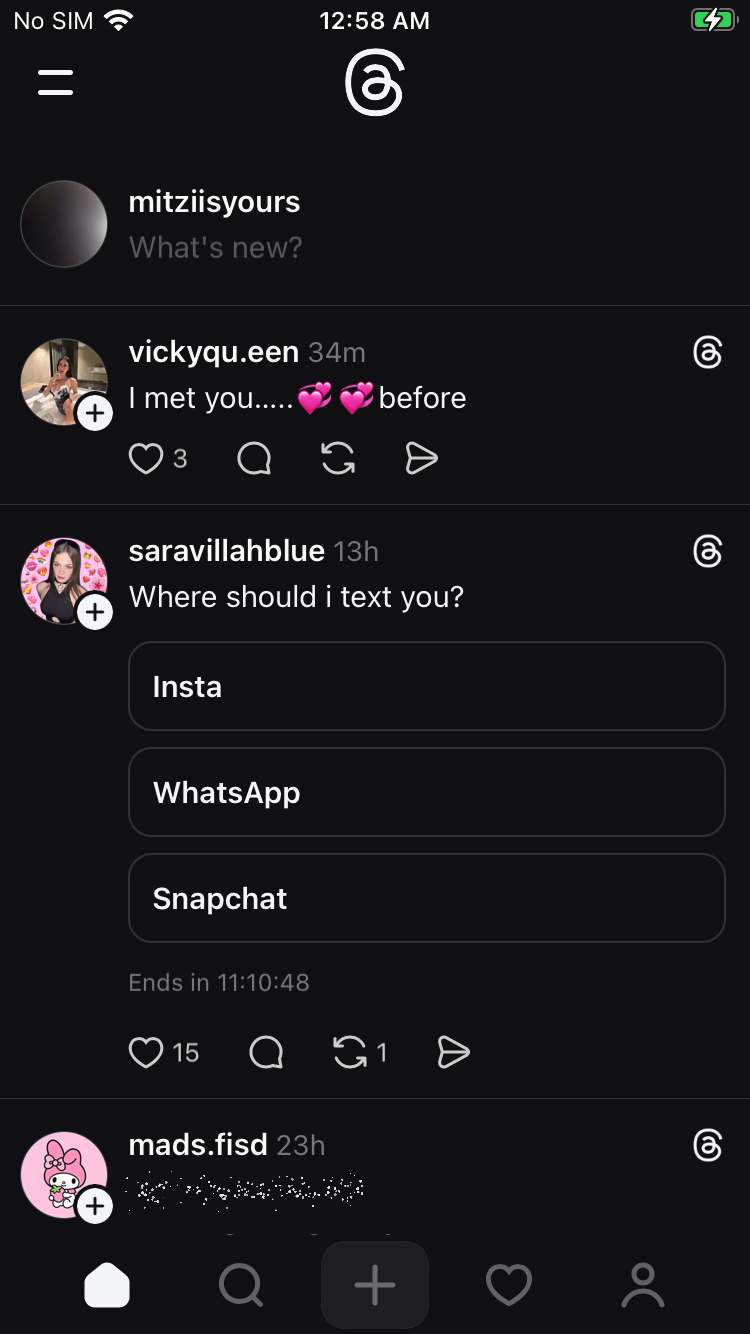 No SIM 12:58 AM
mitziisyours
What's new?
vickyqu.een 34m
I met you.....💞💞before
3
saravillahblue 13h
Where should i text you?
Insta
WhatsApp
Snapchat
Ends in 11:10:48
15 1
mads.fisd 23h